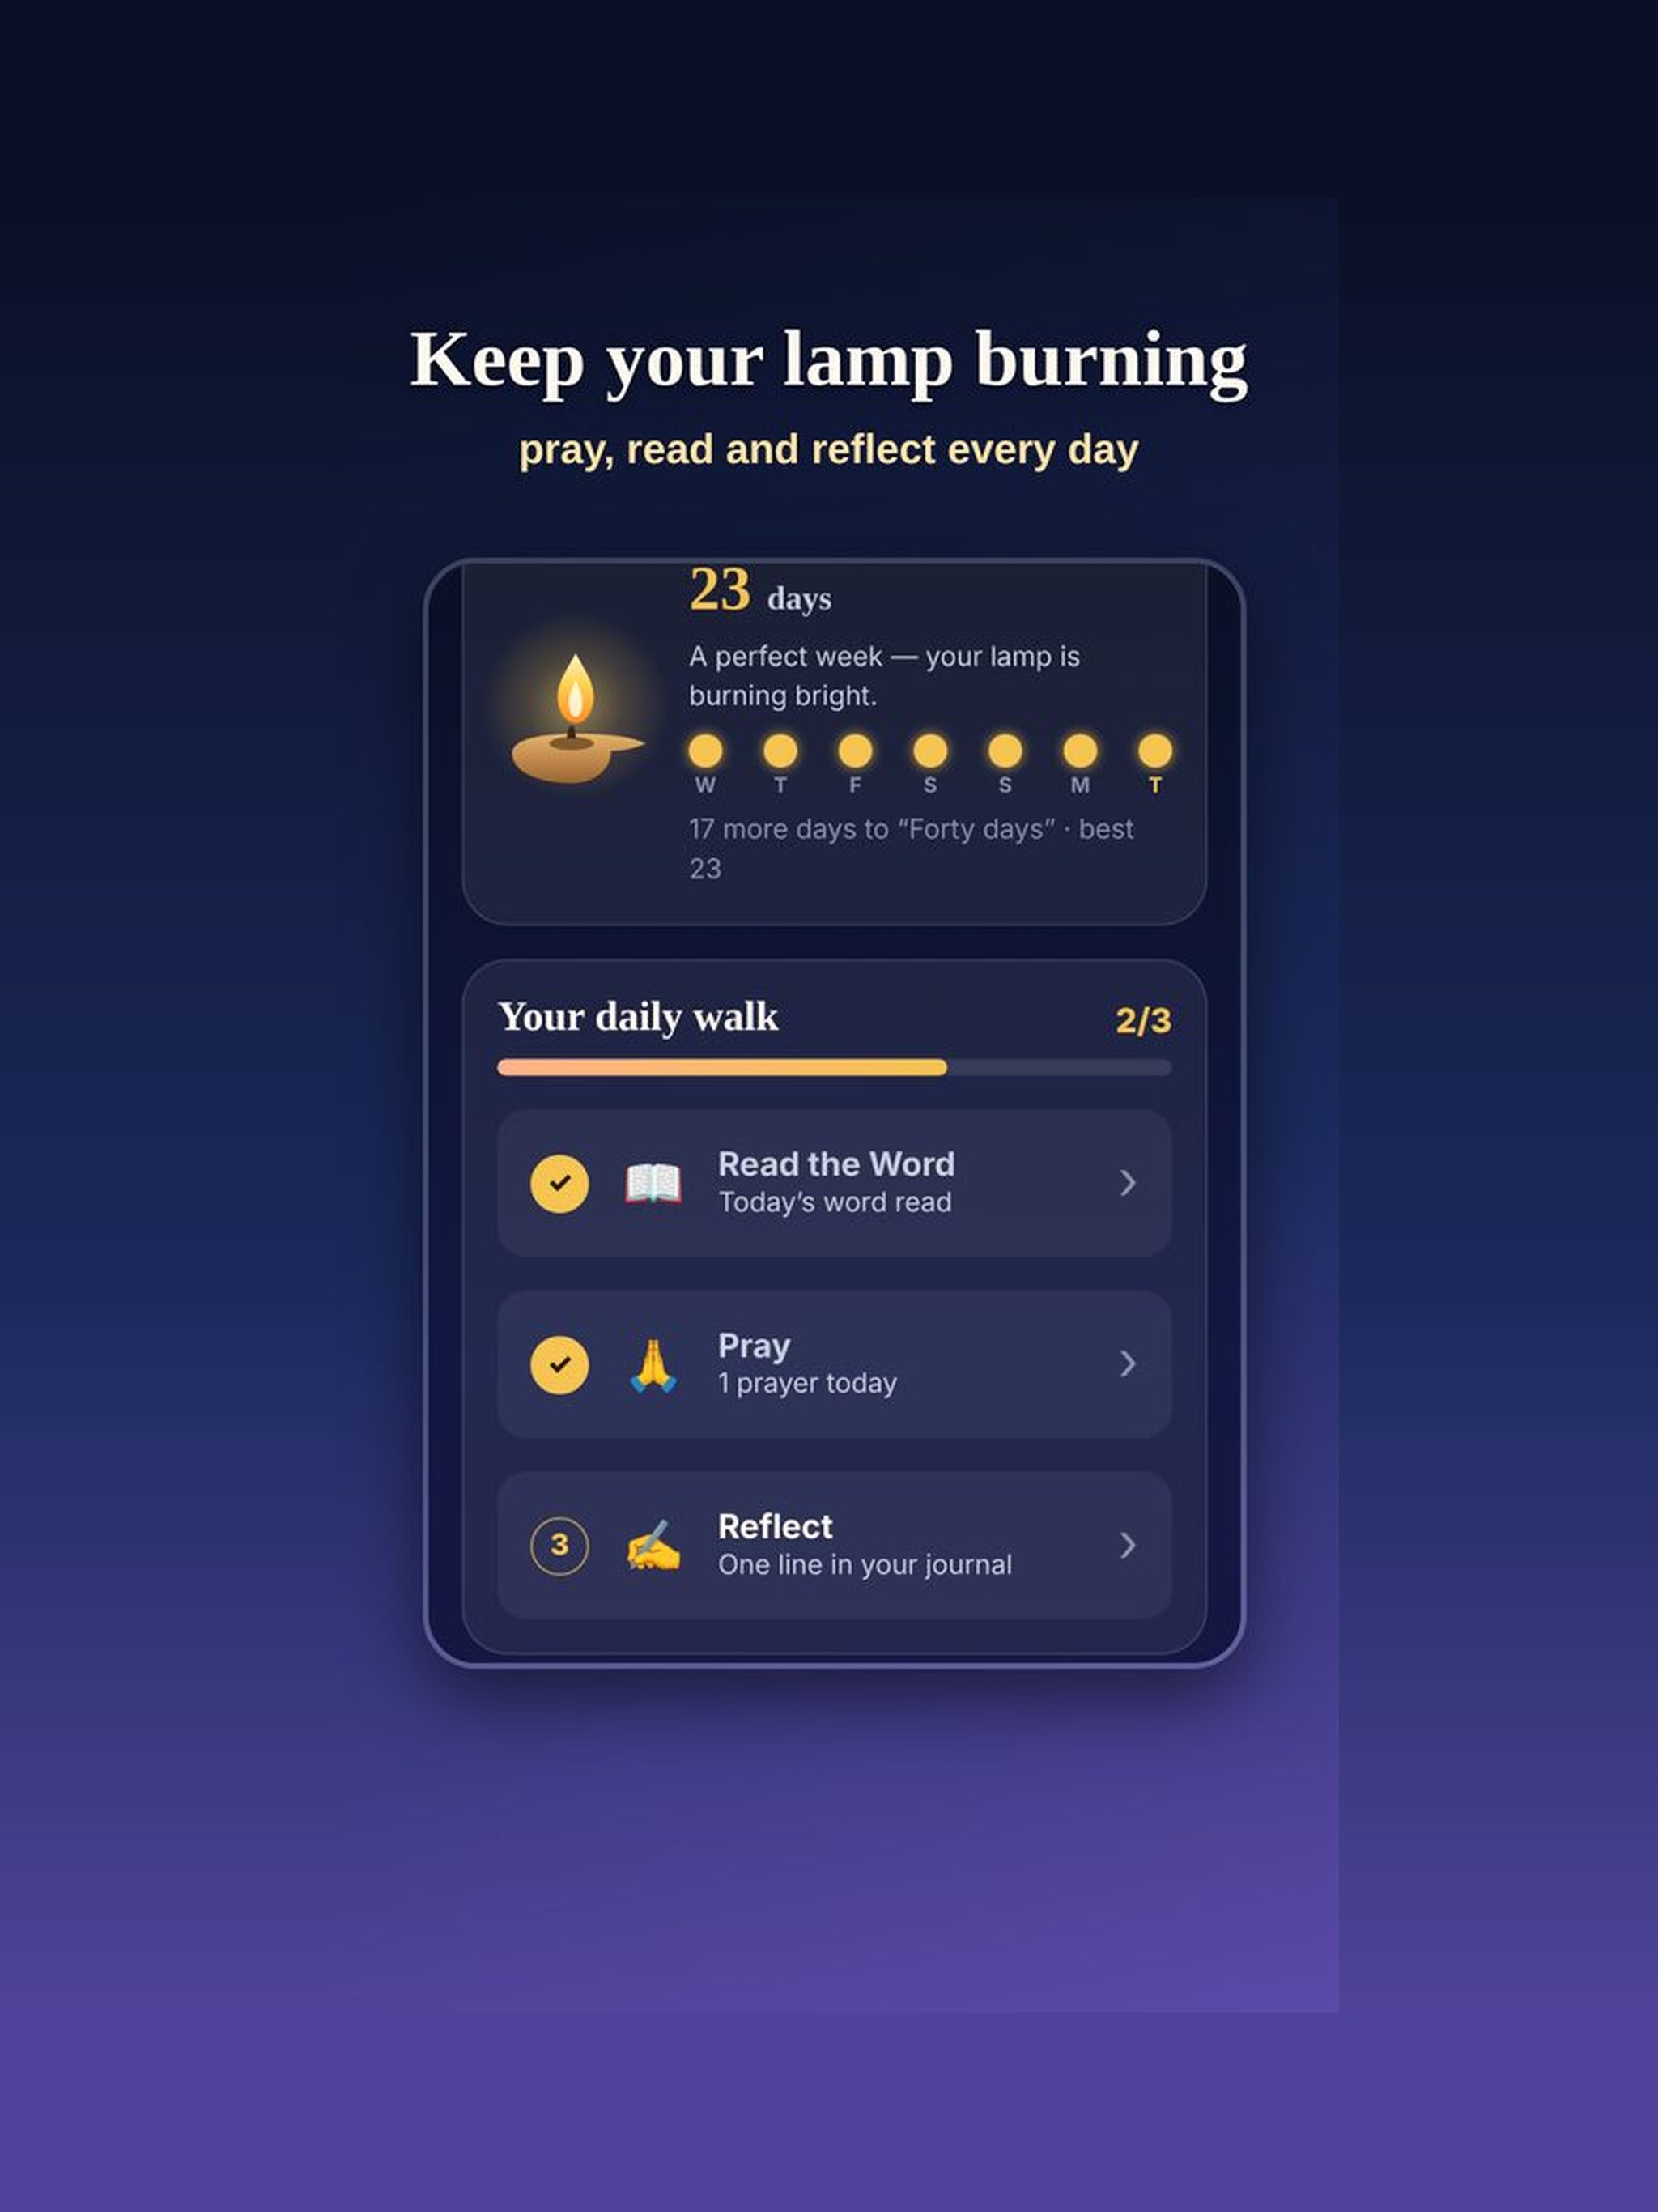 Keep your lamp burning
pray, read and reflect every day
23 days
A perfect week — your lamp is
burning bright.
W T F S S M T
17 more days to “Forty days” · best
23
Your daily walk 2/3
Read the Word
Today’s word read
Pray
1 prayer today
3
Reflect
One line in your journal